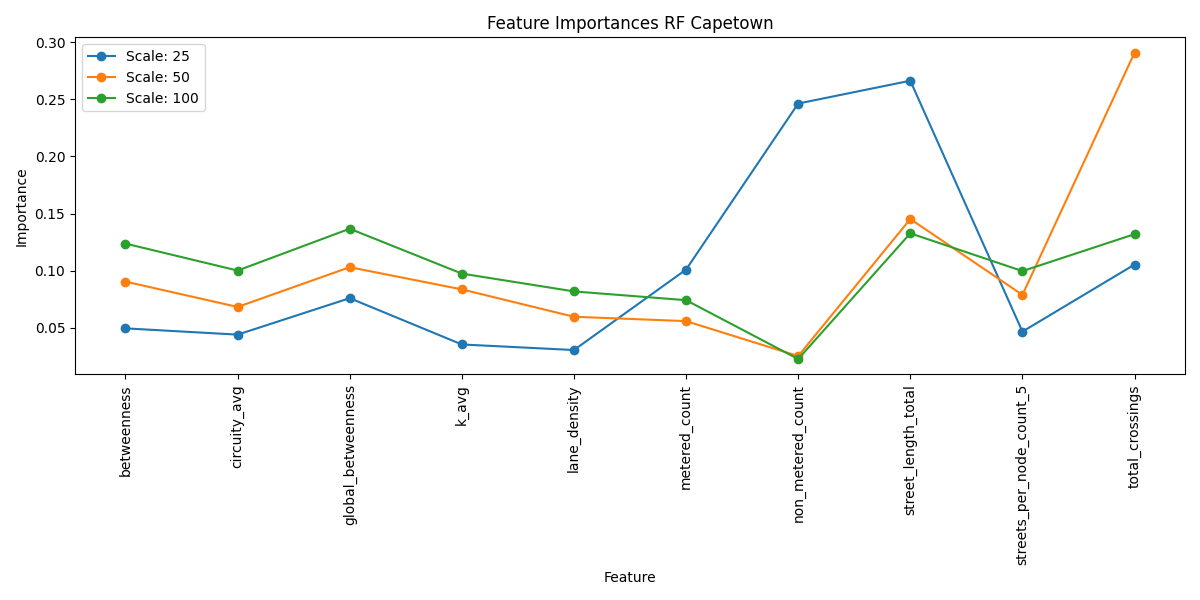 Feature Importances RF Capetown
Scale: 25
Scale: 50
Scale: 100
Importance
0.30
0.25
0.20
0.15
0.10
0.05
betweenness
circuity_avg
global_betweenness
k_avg
lane_density
metered_count
non_metered_count
street_length_total
streets_per_node_count_5
total_crossings
Feature